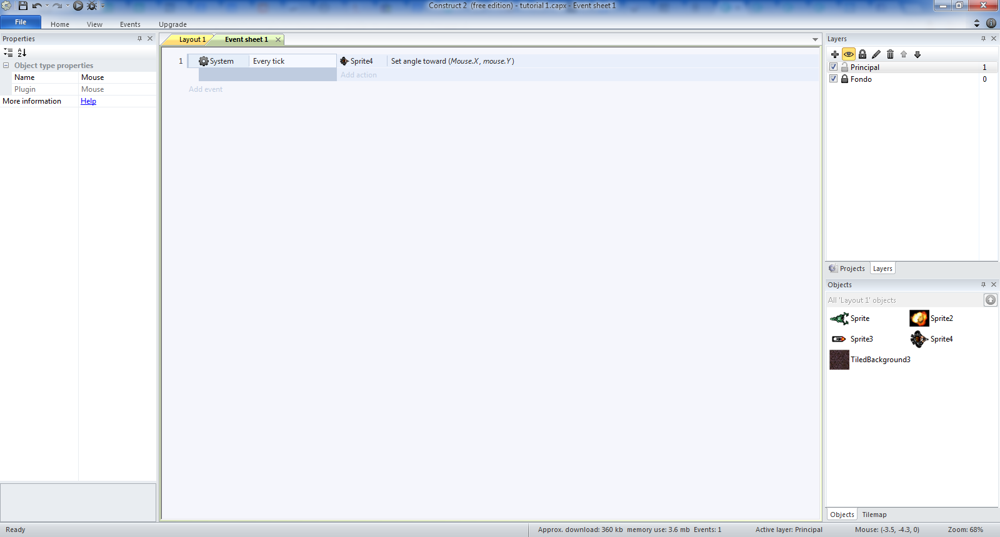 Construct 2 (free edition) - tutorial 1.capx - Event sheet 1
File Home View Events Upgrade
Properties
Object type properties
Name Mouse
Plugin Mouse
More information Help
Layout 1 Event sheet 1
1 System Every tick Sprite4 Set angle toward (Mouse.X, mouse.Y)
Add action
Add event
Layers
Principal 1
Fondo 0
Projects Layers
Objects
All 'Layout 1' objects
Sprite Sprite2
Sprite3 Sprite4
TiledBackground3
Objects Tilemap
Ready Approx. download: 360 kb memory use: 3.6 mb Events: 1 Active layer: Principal Mouse: (-3.5, -4.3, 0) Zoom: 68%